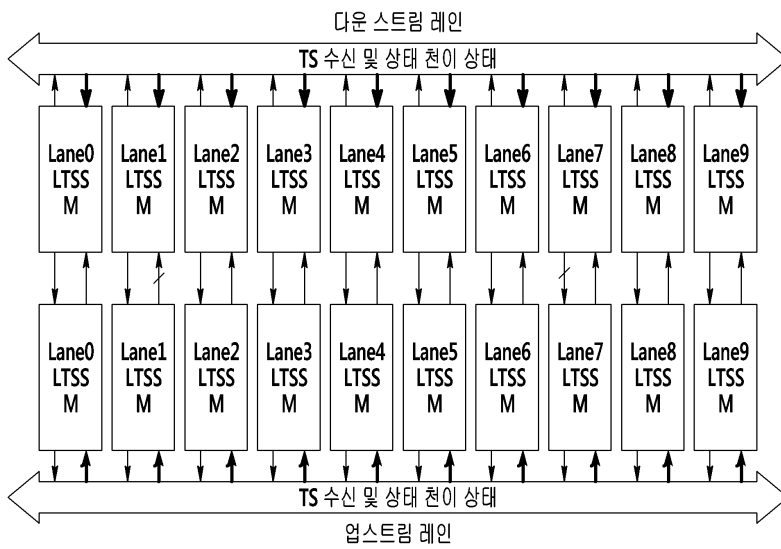 다운 스트림 레인
TS 수신 및 상태 천이 상태
Lane0 Lane1 Lane2 Lane3 Lane4 Lane5 Lane6 Lane7 Lane8 Lane9
LTSS LTSS LTSS LTSS LTSS LTSS LTSS LTSS LTSS LTSS
M M M M M M M M M M
Lane0 Lane1 Lane2 Lane3 Lane4 Lane5 Lane6 Lane7 Lane8 Lane9
LTSS LTSS LTSS LTSS LTSS LTSS LTSS LTSS LTSS LTSS
M M M M M M M M M M
TS 수신 및 상태 천이 상태
업스트림 레인